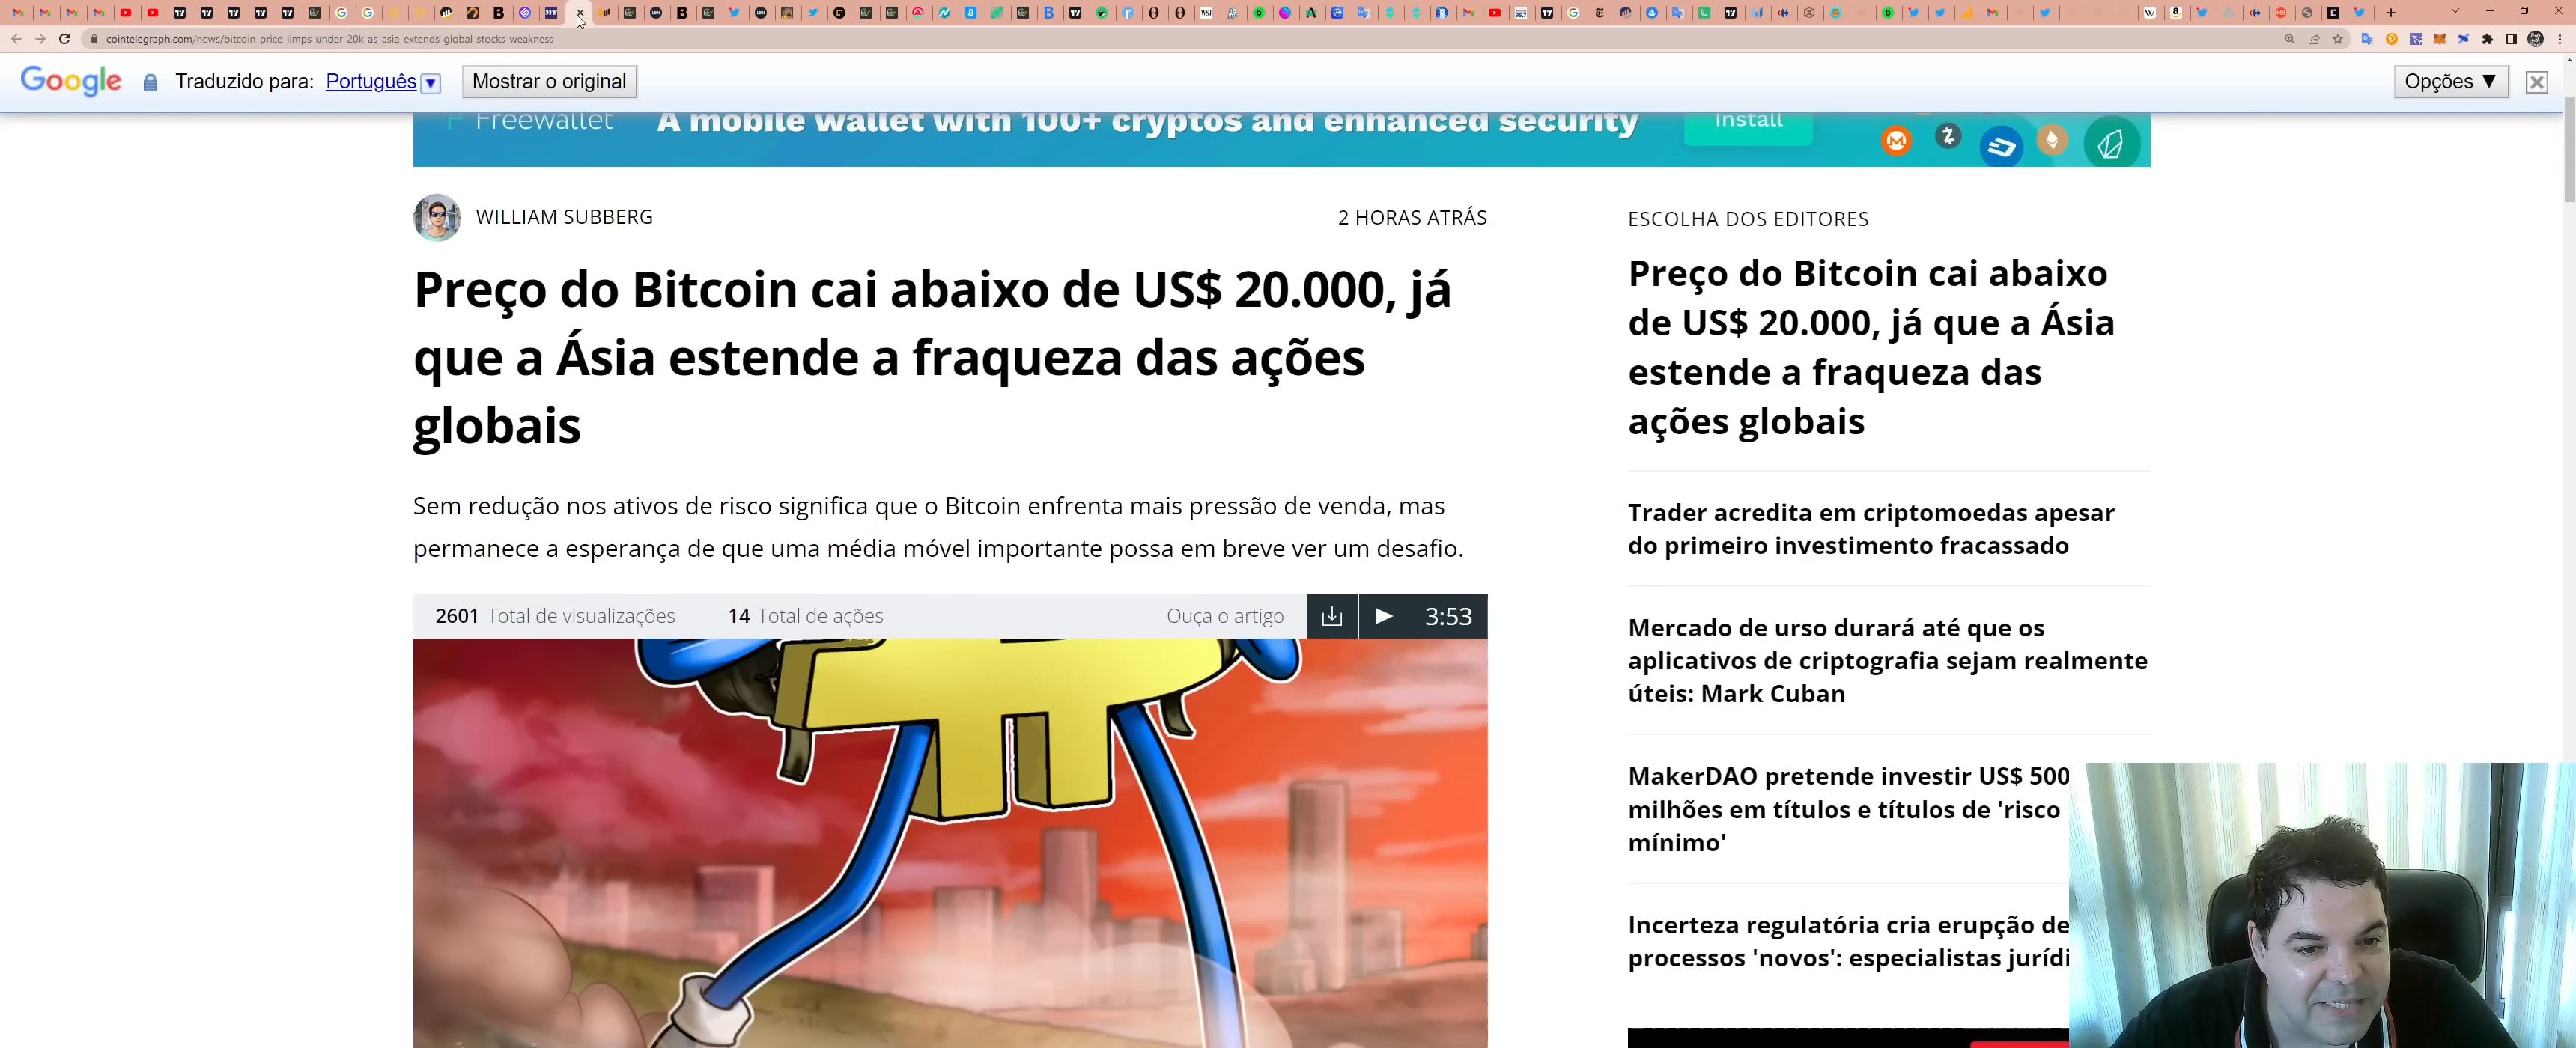 cointelegraph.com/news/bitcoin-price-limps-under-20k-as-asia-extends-global-stocks-weakness
Google Traduzido para: Português Mostrar o original Opções ▼
Freewallet A mobile wallet with 100+ cryptos and enhanced security Install
WILLIAM SUBBERG 2 HORAS ATRÁS
Preço do Bitcoin cai abaixo de US$ 20.000, já
que a Ásia estende a fraqueza das ações
globais
Sem redução nos ativos de risco significa que o Bitcoin enfrenta mais pressão de venda, mas
permanece a esperança de que uma média móvel importante possa em breve ver um desafio.
2601 Total de visualizações 14 Total de ações Ouça o artigo 3:53
ESCOLHA DOS EDITORES
Preço do Bitcoin cai abaixo
de US$ 20.000, já que a Ásia
estende a fraqueza das
ações globais
Trader acredita em criptomoedas apesar
do primeiro investimento fracassado
Mercado de urso durará até que os
aplicativos de criptografia sejam realmente
úteis: Mark Cuban
MakerDAO pretende investir US$ 500
milhões em títulos e títulos de 'risco
mínimo'
Incerteza regulatória cria erupção de
processos 'novos': especialistas jurídi